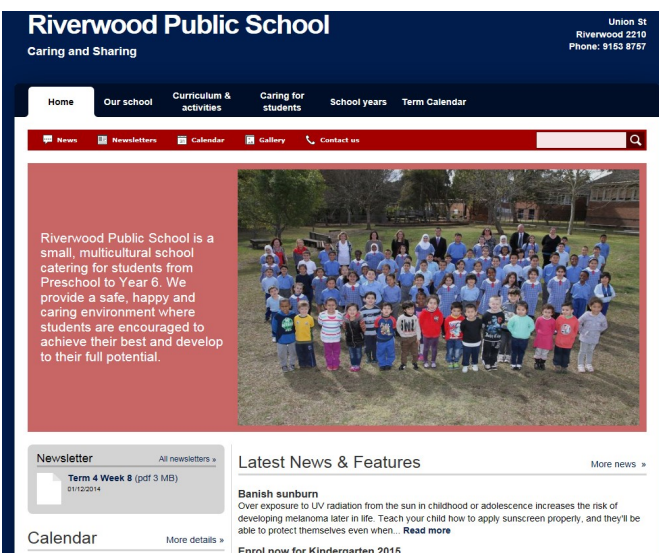 Riverwood Public School
Caring and Sharing
Union St
Riverwood 2210
Phone: 9153 8757
Home
Our school
Curriculum &
activities
Caring for
students
School years
Term Calendar
News
Newsletters
Calendar
Gallery
Contact us
Riverwood Public School is a
small, multicultural school
catering for students from
Preschool to Year 6. We
provide a safe, happy and
caring environment where
students are encouraged to
achieve their best and develop
to their full potential.
Newsletter
All newsletters »
Term 4 Week 8 (pdf 3 MB)
01/12/2014
Calendar
More details »
Latest News & Features
More news »
Banish sunburn
Over exposure to UV radiation from the sun in childhood or adolescence increases the risk of
developing melanoma later in life. Teach your child how to apply sunscreen properly, and they'll be
able to protect themselves even when... Read more
Enrol now for Kindergarten 2015